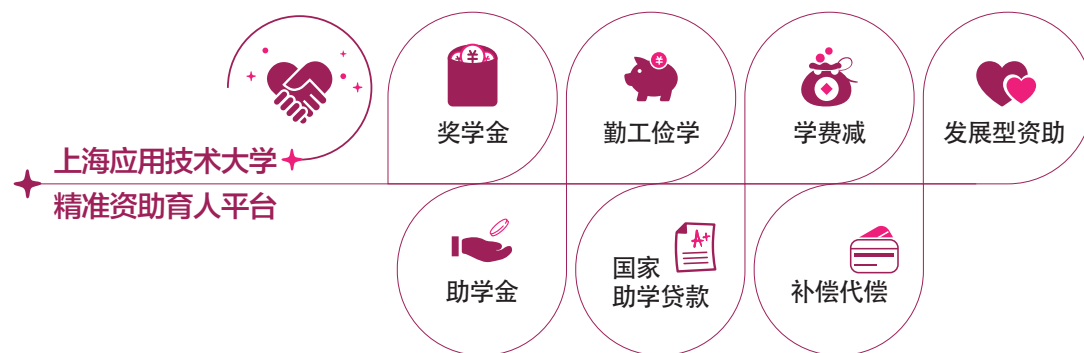 上海应用技术大学
精准资助育人平台
奖学金
勤工俭学
学费减
发展型资助
助学金
国家
助学贷款
A+
补偿代偿